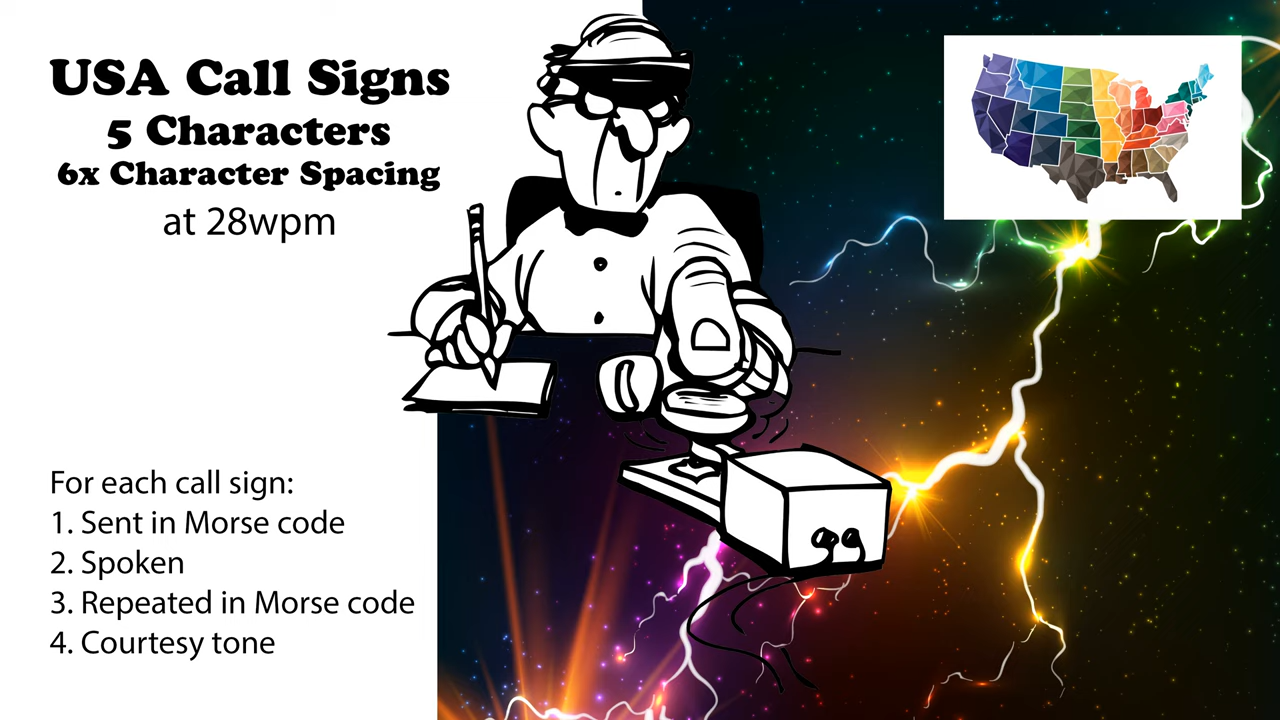 USA Call Signs
5 Characters
6x Character Spacing
at 28wpm
For each call sign:
1. Sent in Morse code
2. Spoken
3. Repeated in Morse code
4. Courtesy tone